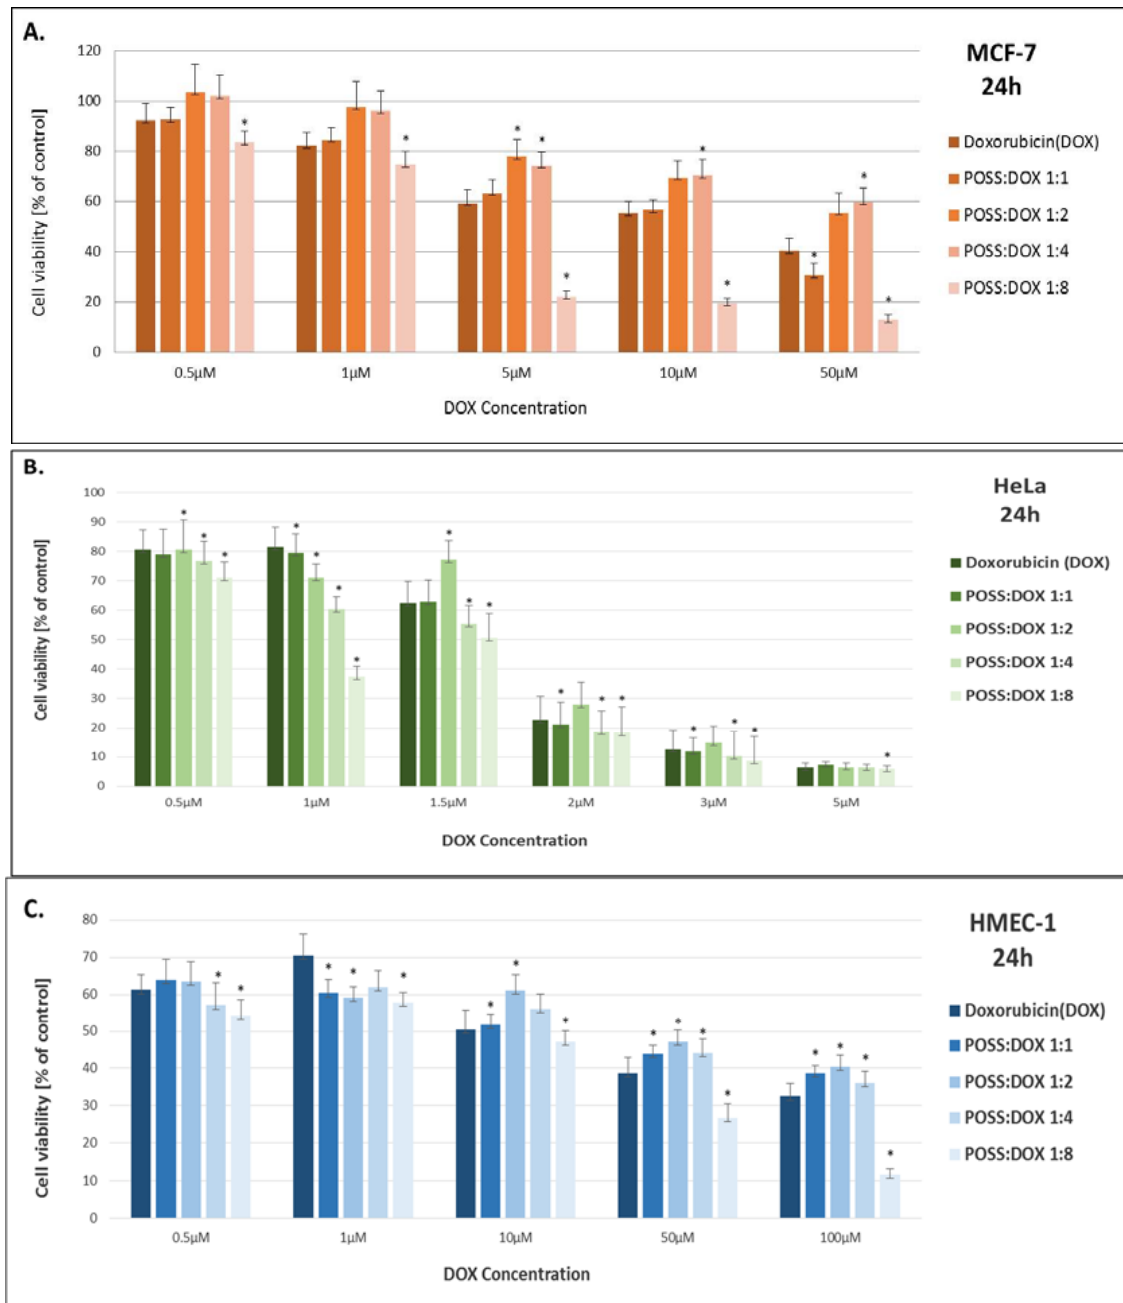 A.
MCF-7
24h
120
100
80
60
40
20
0
Cell viability [% of control]
* * * * * * * * * *
0.5µM 1µM 5µM 10µM 50µM
DOX Concentration
Doxorubicin(DOX)
POSS:DOX 1:1
POSS:DOX 1:2
POSS:DOX 1:4
POSS:DOX 1:8
B.
HeLa
24h
100
90
80
70
60
50
40
30
20
10
0
Cell viability [% of control]
* * * * * * * * * * * * * * * * *
0.5µM 1µM 1.5µM 2µM 3µM 5µM
DOX Concentration
Doxorubicin (DOX)
POSS:DOX 1:1
POSS:DOX 1:2
POSS:DOX 1:4
POSS:DOX 1:8
C.
HMEC-1
24h
80
70
60
50
40
30
20
10
0
Cell viability [% of control]
* * * * * * * * * * * * * * * *
0.5µM 1µM 10µM 50µM 100µM
DOX Concentration
Doxorubicin(DOX)
POSS:DOX 1:1
POSS:DOX 1:2
POSS:DOX 1:4
POSS:DOX 1:8